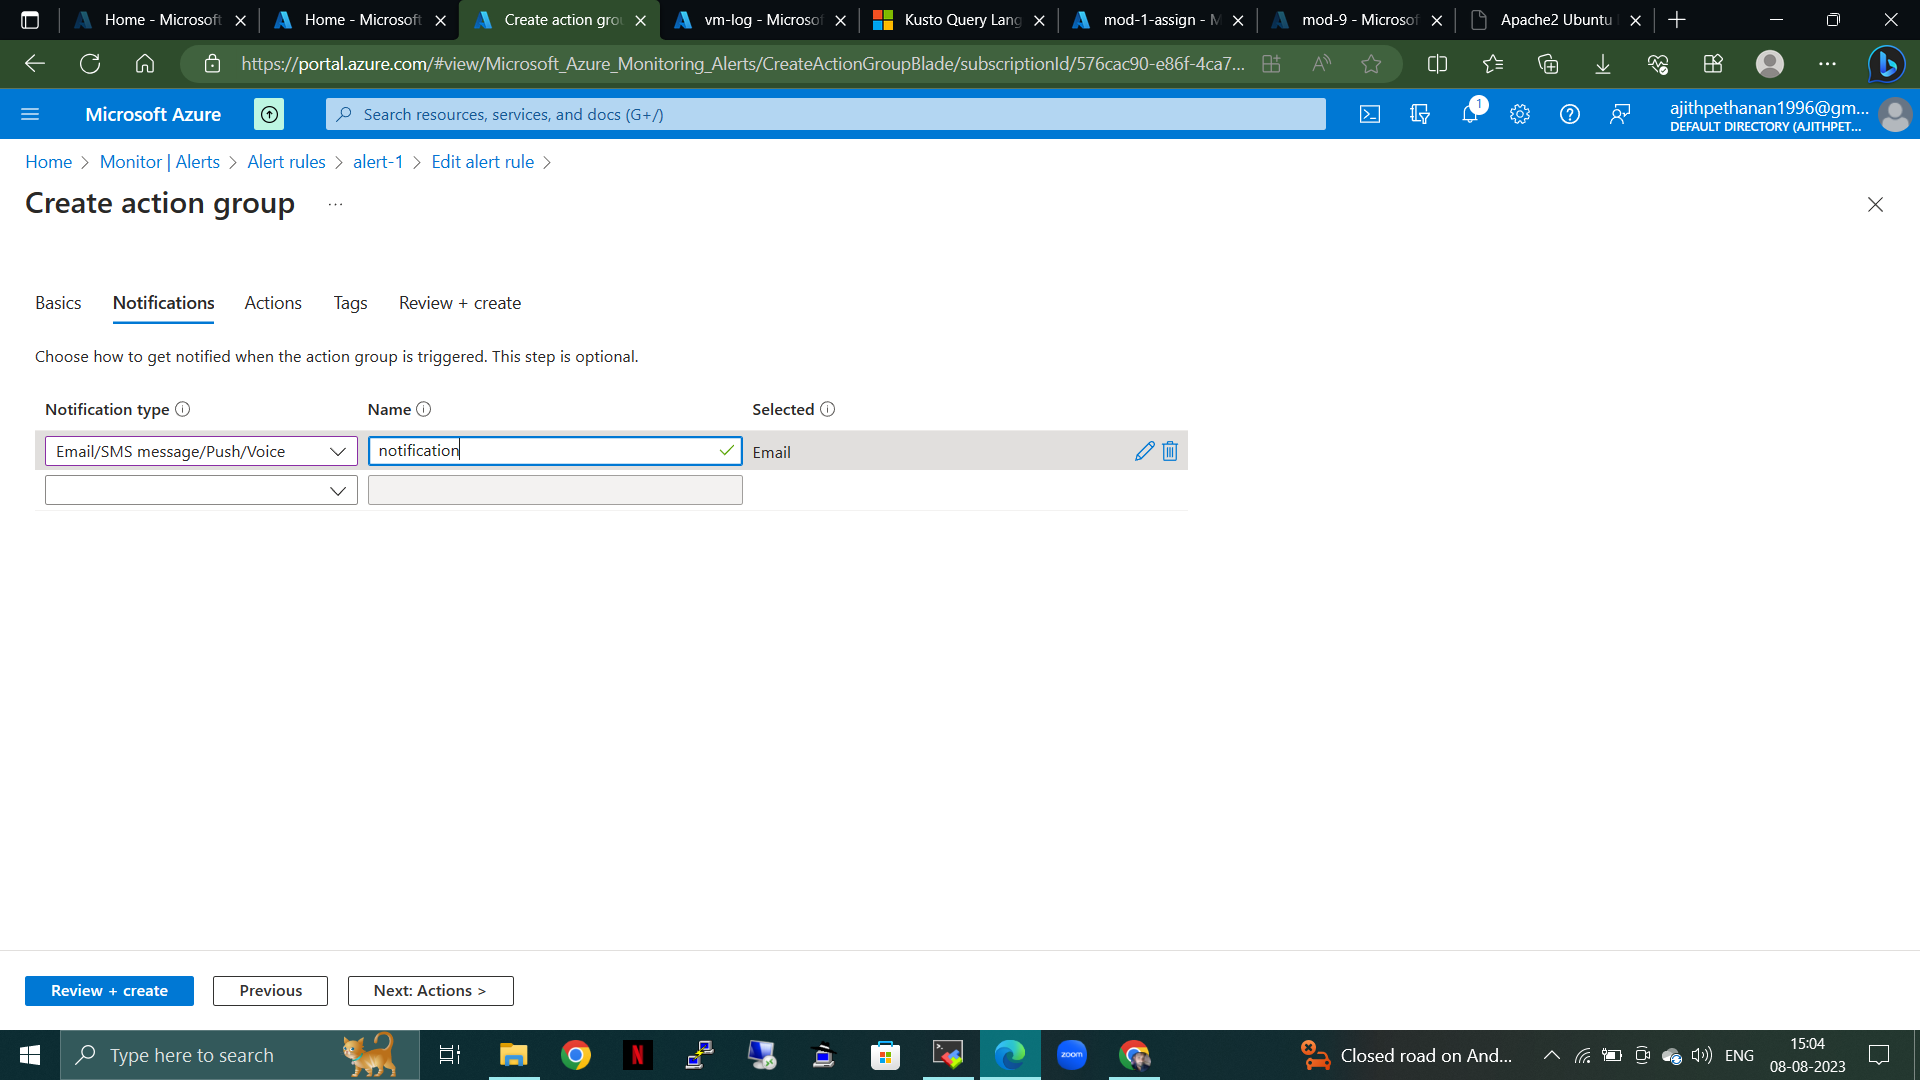 Home - Microsoft
Home - Microsoft
Create action grou
vm-log - Microsof
Kusto Query Lang
mod-1-assign - M
mod-9 - Microsof
Apache2 Ubuntu
https://portal.azure.com/#view/Microsoft_Azure_Monitoring_Alerts/CreateActionGroupBlade/subscriptionId/576cac90-e86f-4ca7...
Microsoft Azure
Search resources, services, and docs (G+/)
1
ajithpethanan1996@gm...
DEFAULT DIRECTORY (AJITHPET...
Home > Monitor | Alerts > Alert rules > alert-1 > Edit alert rule >
Create action group ...
Basics Notifications Actions Tags Review + create
Choose how to get notified when the action group is triggered. This step is optional.
Notification type Name Selected
Email/SMS message/Push/Voice notification Email
Review + create Previous Next: Actions >
Type here to search
N
zoom
Closed road on And...
ENG
15:04
08-08-2023